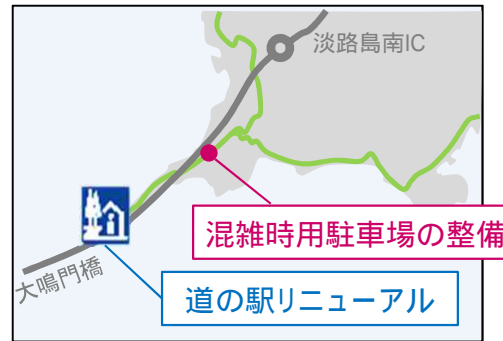 淡路島南IC
混雑時用駐車場の整備
大鳴門橋
道の駅リニューアル